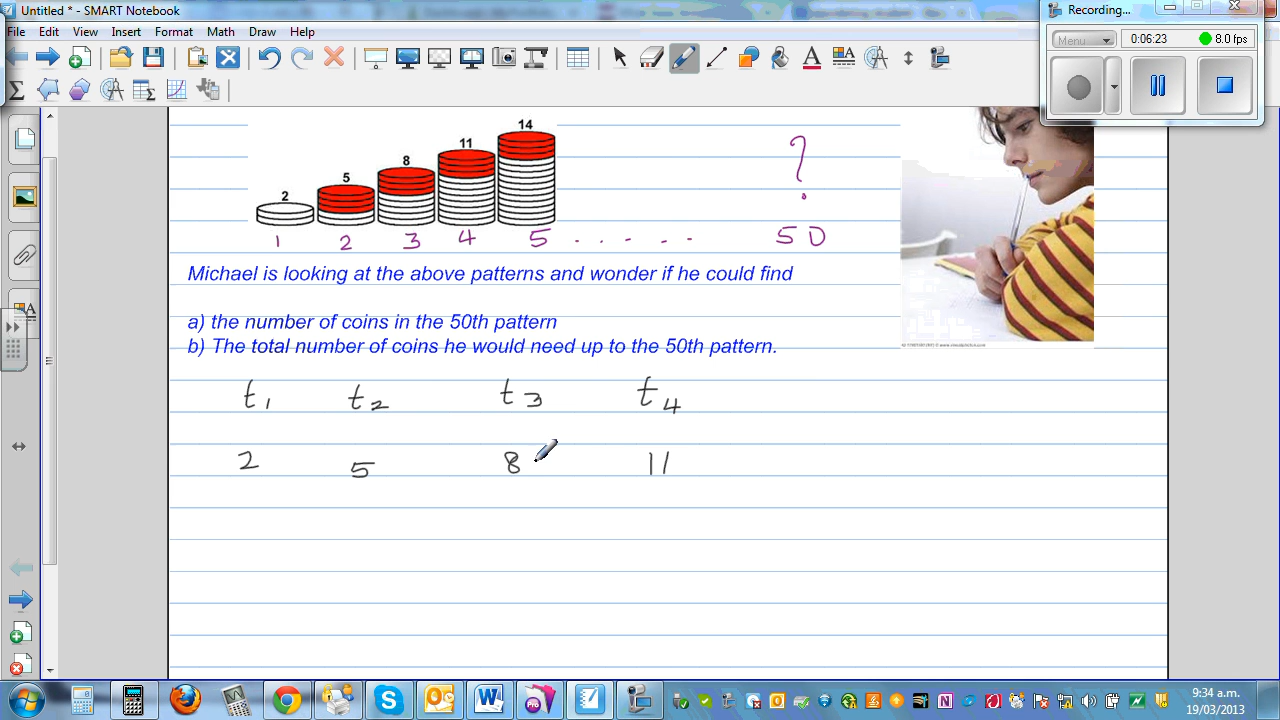 Untitled * - SMART Notebook
File Edit View Insert Format Math Draw Help
Recording...
Menu 0:06:23 8.0 fps
2 5 8 11 14
?
1 2 3 4 5 . . . . . 50
Michael is looking at the above patterns and wonder if he could find
a) the number of coins in the 50th pattern
b) The total number of coins he would need up to the 50th pattern.
t1 t2 t3 t4
2 5 8 11
9:34 a.m.
19/03/2013